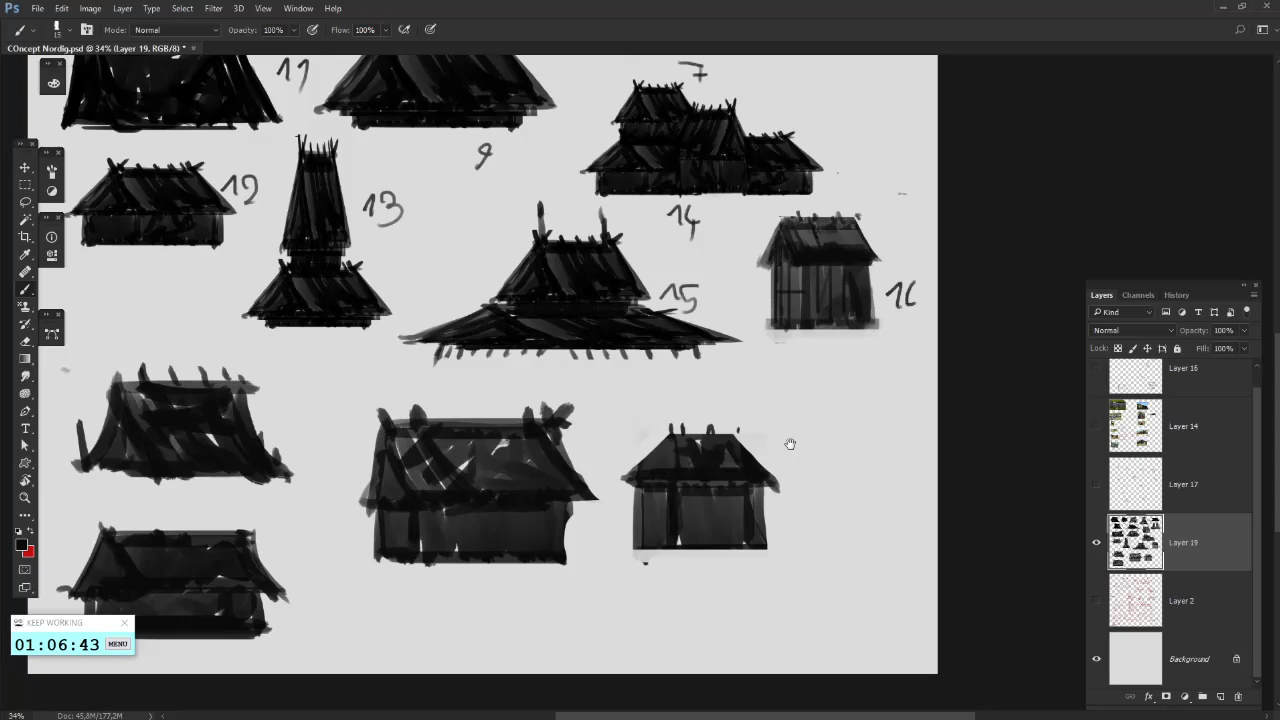 Ps File Edit Image Layer Type Select Filter 3D View Window Help
15 Mode: Normal Opacity: 100% Flow: 100%
COncept Nordig.psd @ 34% (Layer 19, RGB/8) * ×
11
7
9
12
13
14
15
16
Layers Channels History
Kind
Normal Opacity: 100%
Lock: Fill: 100%
Layer 16
Layer 14
Layer 17
Layer 19
Layer 2
Background
fx
KEEP WORKING
01:06:43 MENU
34% Doc: 45,8M/177,2M